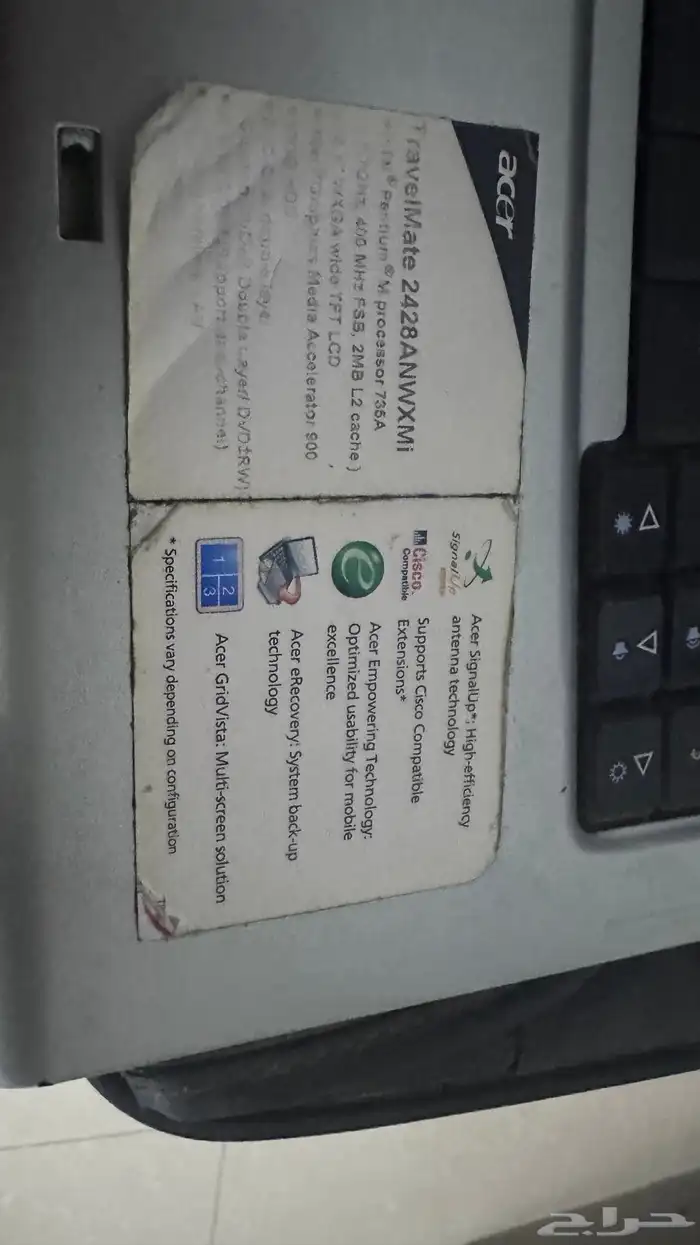 acer
TravelMate 2428ANWXMi
Pentium® M processor 735A
400 MHz FSB, 2MB L2 cache)
WXGA wide TFT LCD
Media Accelerator 900
Double Layer/ DVD±RW)
channel)
SignalUp
Acer SignalUp*: High-efficiency
antenna technology
Cisco
Compatible
Supports Cisco Compatible
Extensions*
e
Acer Empowering Technology:
Optimized usability for mobile
excellence
Acer eRecovery: System back-up
technology
1 2 3
Acer GridVista: Multi-screen solution
* Specifications vary depending on configuration
حراج